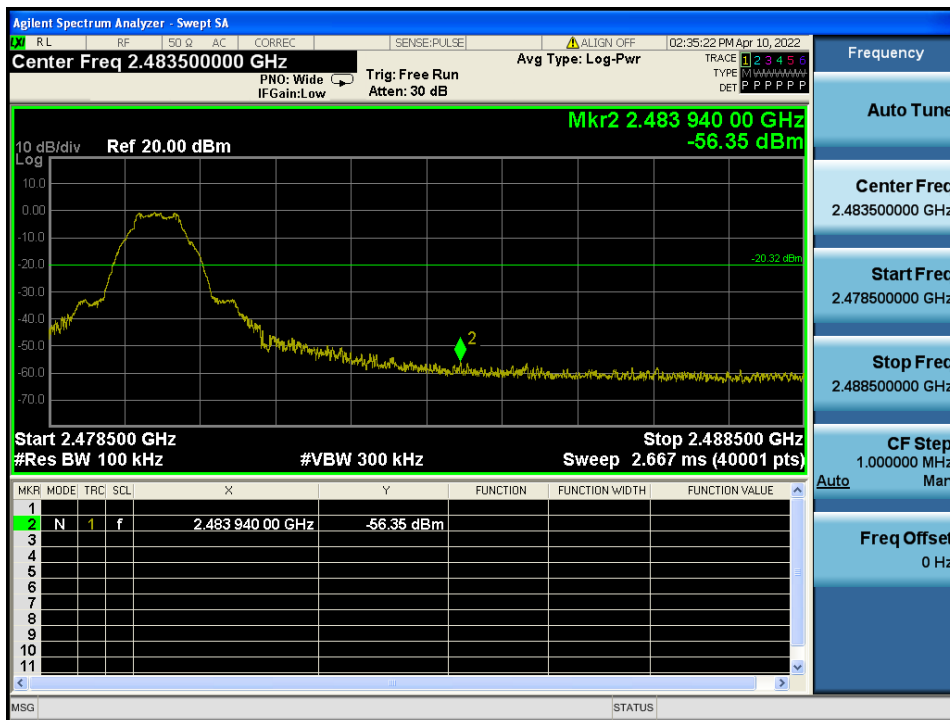 Agilent Spectrum Analyzer - Swept SA
LXI RL RF 50 Ω AC CORREC SENSE:PULSE ALIGN OFF 02:35:22 PM Apr 10, 2022
Center Freq 2.483500000 GHz
PNO: Wide
IFGain:Low
Trig: Free Run
Atten: 30 dB
Avg Type: Log-Pwr
TRACE 1 2 3 4 5 6
TYPE M
DET P P P P P P
Mkr2 2.483 940 00 GHz
-56.35 dBm
10 dB/div Ref 20.00 dBm
Log
10.0
0.00
-10.0
-20.0
-20.32 dBm
-30.0
-40.0
-50.0
2
-60.0
-70.0
Start 2.478500 GHz Stop 2.488500 GHz
#Res BW 100 kHz #VBW 300 kHz Sweep 2.667 ms (40001 pts)
MKR MODE TRC SCL X Y FUNCTION FUNCTION WIDTH FUNCTION VALUE
1
2 N 1 f 2.483 940 00 GHz -56.35 dBm
3
4
5
6
7
8
9
10
11
MSG STATUS
Frequency
Auto Tune
Center Freq
2.483500000 GHz
Start Freq
2.478500000 GHz
Stop Freq
2.488500000 GHz
CF Step
1.000000 MHz
Auto Man
Freq Offset
0 Hz